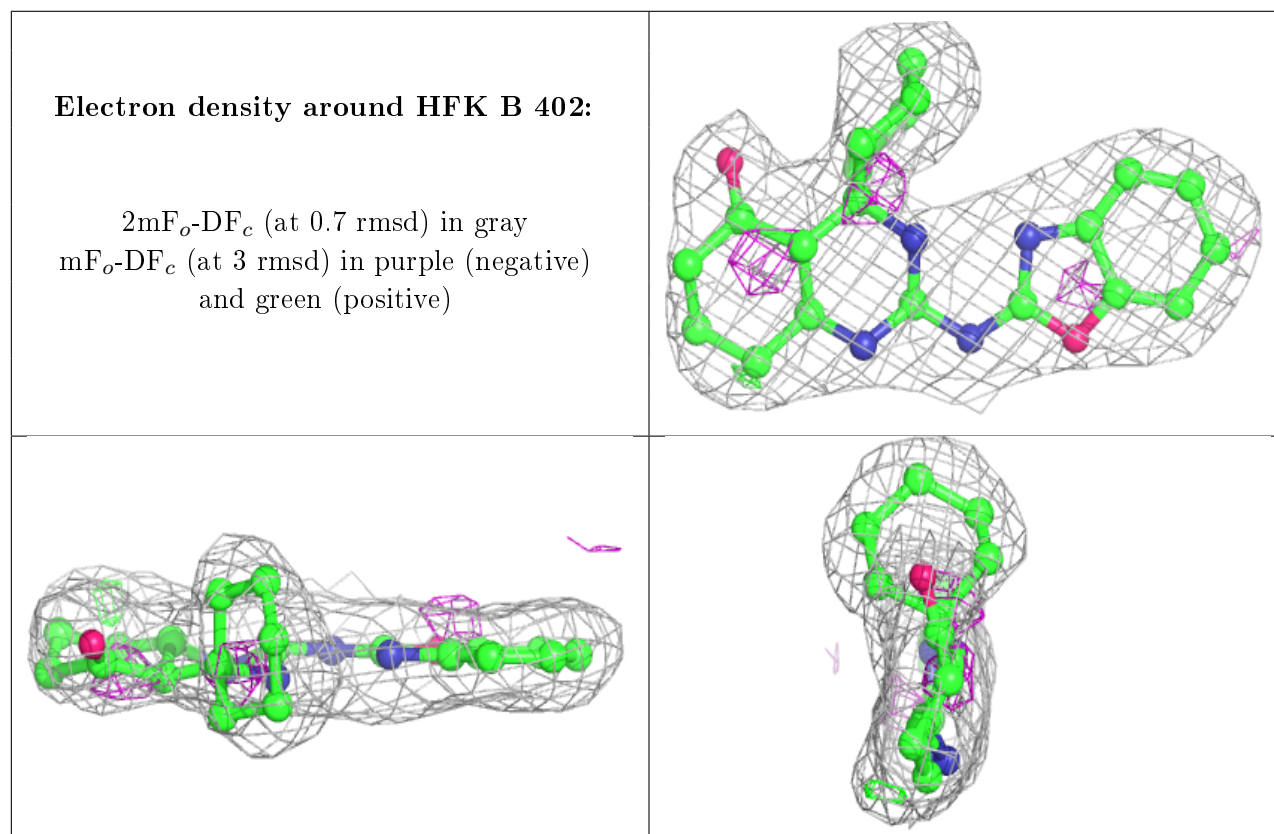 Electron density around HFK B 402:
2mFₒ-DF𝒸 (at 0.7 rmsd) in gray
mFₒ-DF𝒸 (at 3 rmsd) in purple (negative)
and green (positive)